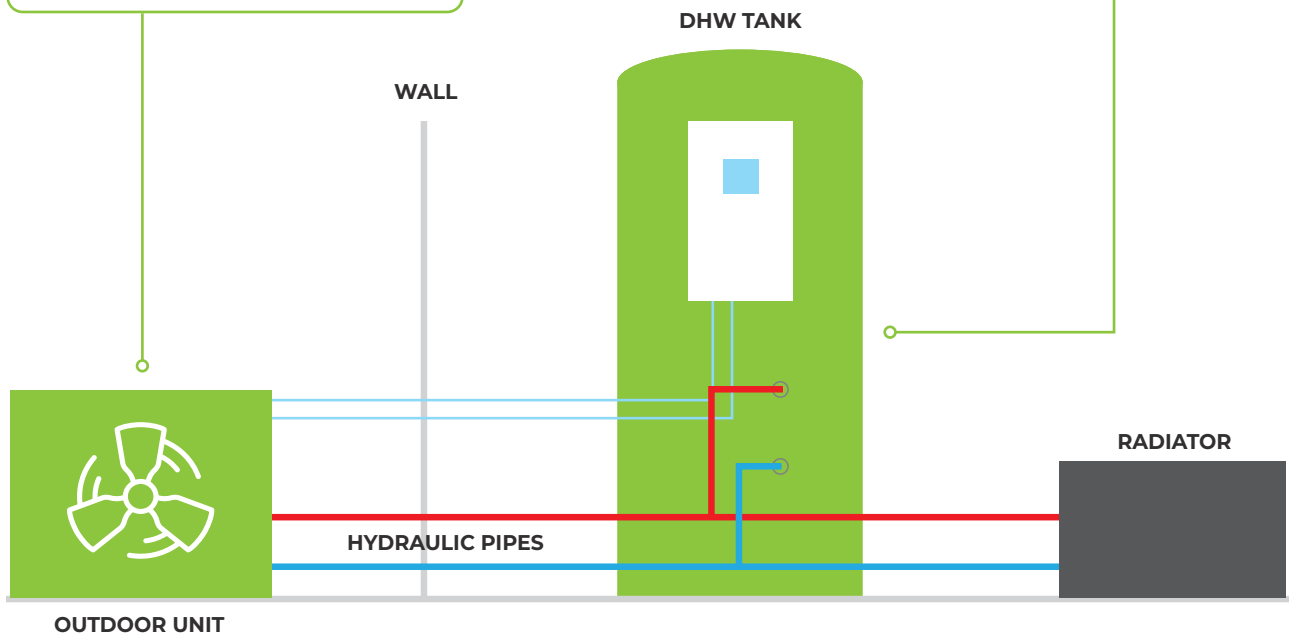 DHW TANK
WALL
RADIATOR
HYDRAULIC PIPES
OUTDOOR UNIT